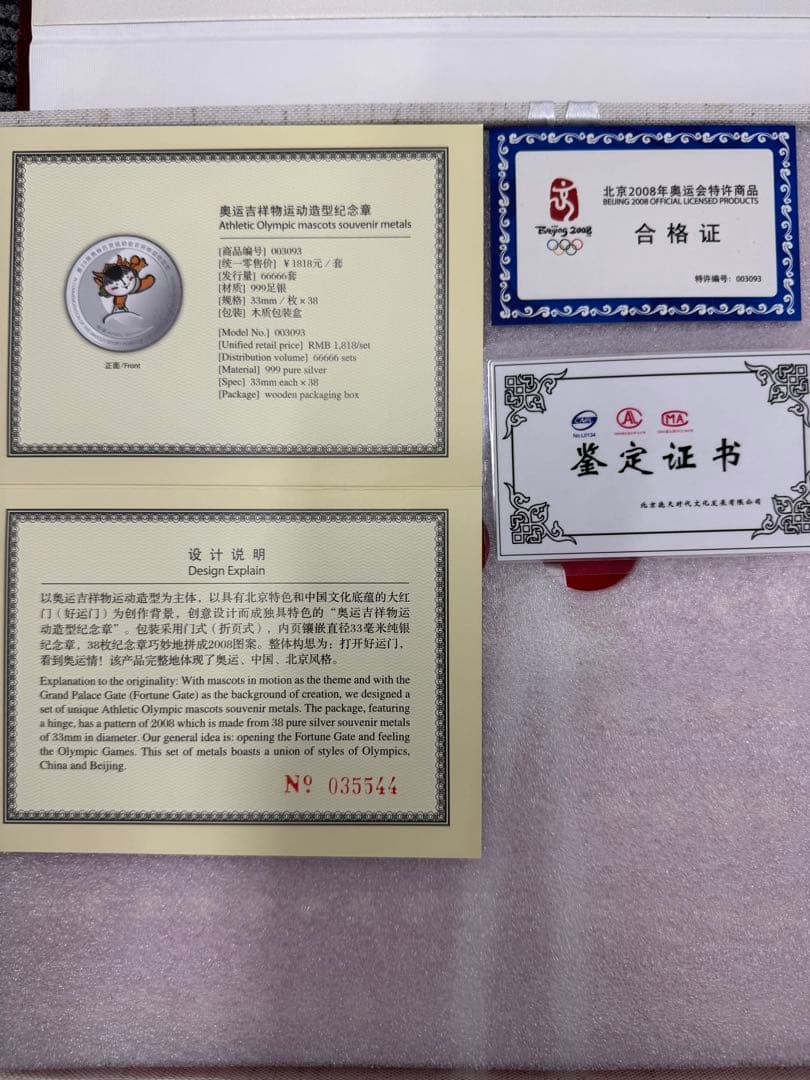 奥运吉祥物运动造型纪念章
Athletic Olympic mascots souvenir metals
[商品编号] 003093
[统一零售价] ￥1818元 / 套
[发行量] 66666套
[材质] 999足银
[规格] 33mm / 枚 × 38
[包装] 木质包装盒
[Model No.] 003093
[Unified retail price] RMB 1,818/set
[Distribution volume] 66666 sets
[Material] 999 pure silver
[Spec] 33mm each × 38
[Package] wooden packaging box
正面/Front
设计说明
Design Explain
以奥运吉祥物运动造型为主体，以具有北京特色和中国文化底蕴的大红
门（好运门）为创作背景，创意设计而成独具特色的“奥运吉祥物运
动造型纪念章”。包装采用门式（折页式），内页镶嵌直径33毫米纯银
纪念章，38枚纪念章巧妙地拼成2008图案。整体构思为：打开好运门，
看到奥运情！该产品完整地体现了奥运、中国、北京风格。
Explanation to the originality: With mascots in motion as the theme and with the
Grand Palace Gate (Fortune Gate) as the background of creation, we designed a
set of unique Athletic Olympic mascots souvenir metals. The package, featuring
a hinge, has a pattern of 2008 which is made from 38 pure silver souvenir metals
of 33mm in diameter. Our general idea is: opening the Fortune Gate and feeling
the Olympic Games. This set of metals boasts a union of styles of Olympics,
China and Beijing.
Nº 035544
北京2008年奥运会特许商品
BEIJING 2008 OFFICIAL LICENSED PRODUCTS
Beijing 2008
合格证
特许编号：003093
No.L0134
CAL
MA
鉴定证书